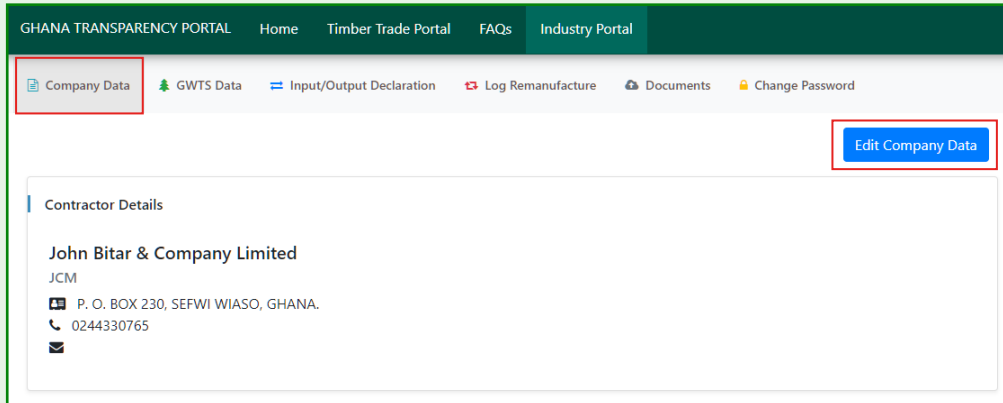 GHANA TRANSPARENCY PORTAL Home Timber Trade Portal FAQs Industry Portal
Company Data GWTS Data Input/Output Declaration Log Remanufacture Documents Change Password
Edit Company Data
Contractor Details
John Bitar & Company Limited
JCM
P. O. BOX 230, SEFWI WIASO, GHANA.
0244330765